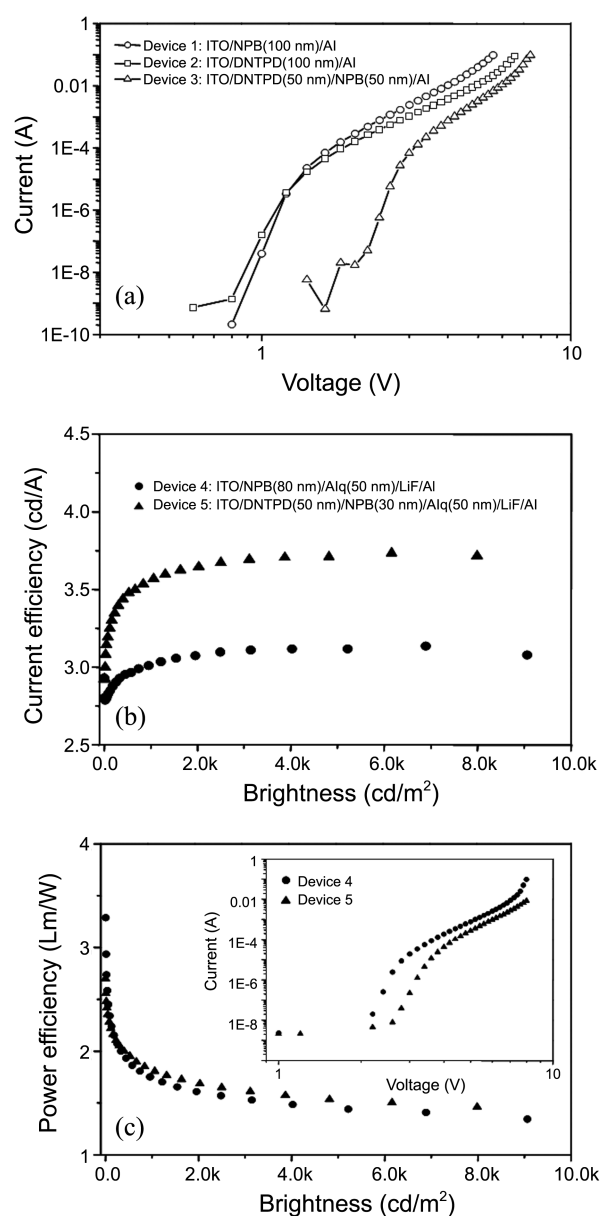 Device 1: ITO/NPB(100 nm)/Al
Device 2: ITO/DNTPD(100 nm)/Al
Device 3: ITO/DNTPD(50 nm)/NPB(50 nm)/Al
1
0.01
1E-4
1E-6
1E-8
1E-10
Current (A)
(a)
1
10
Voltage (V)
4.5
4.0
3.5
3.0
2.5
Current efficiency (cd/A)
Device 4: ITO/NPB(80 nm)/Alq(50 nm)/LiF/Al
Device 5: ITO/DNTPD(50 nm)/NPB(30 nm)/Alq(50 nm)/LiF/Al
(b)
0.0 2.0k 4.0k 6.0k 8.0k 10.0k
Brightness (cd/m²)
4
3
2
1
Power efficiency (Lm/W)
Device 4
Device 5
1
0.01
1E-4
1E-6
1E-8
Current (A)
1
10
Voltage (V)
(c)
0.0 2.0k 4.0k 6.0k 8.0k 10.0k
Brightness (cd/m²)